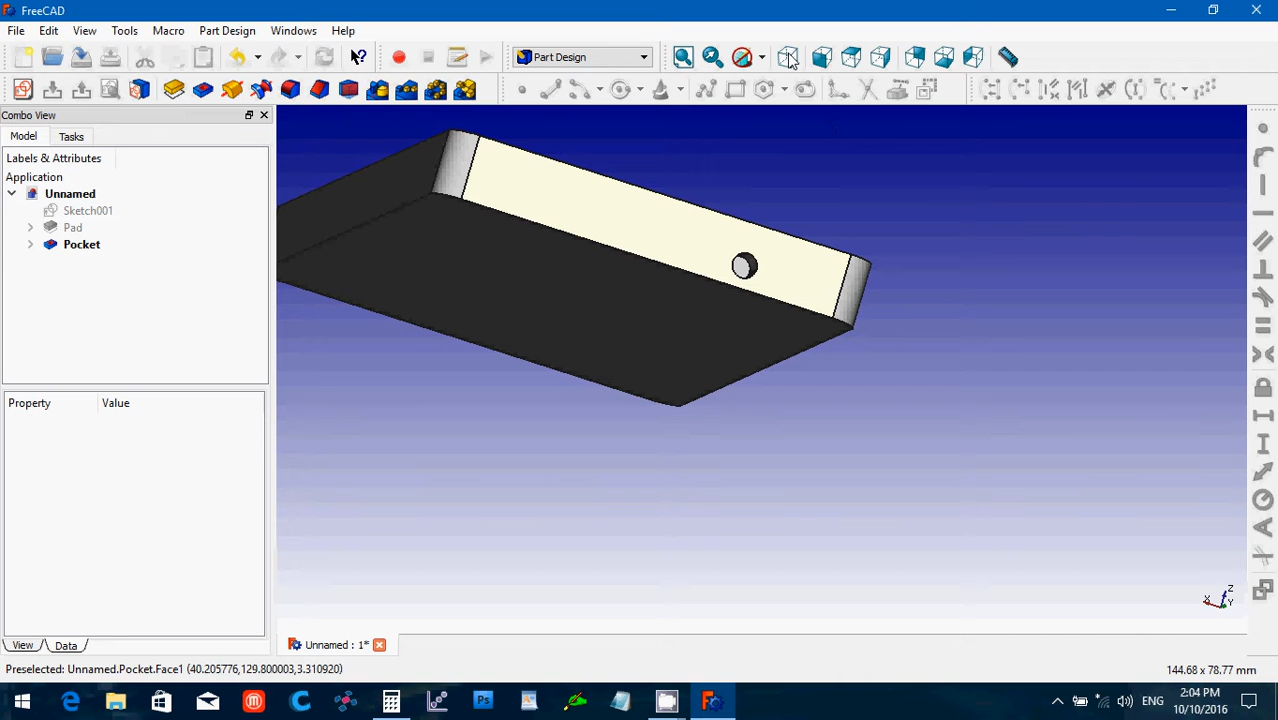 FreeCAD
File Edit View Tools Macro Part Design Windows Help
Part Design
Combo View
Model Tasks
Labels & Attributes
Application
Unnamed
Sketch001
Pad
Pocket
Property Value
View Data
Unnamed : 1*
Z
X
Y
Preselected: Unnamed.Pocket.Face1 (40.205776,129.800003,3.310920)
144.68 x 78.77 mm
ENG
2:04 PM
10/10/2016